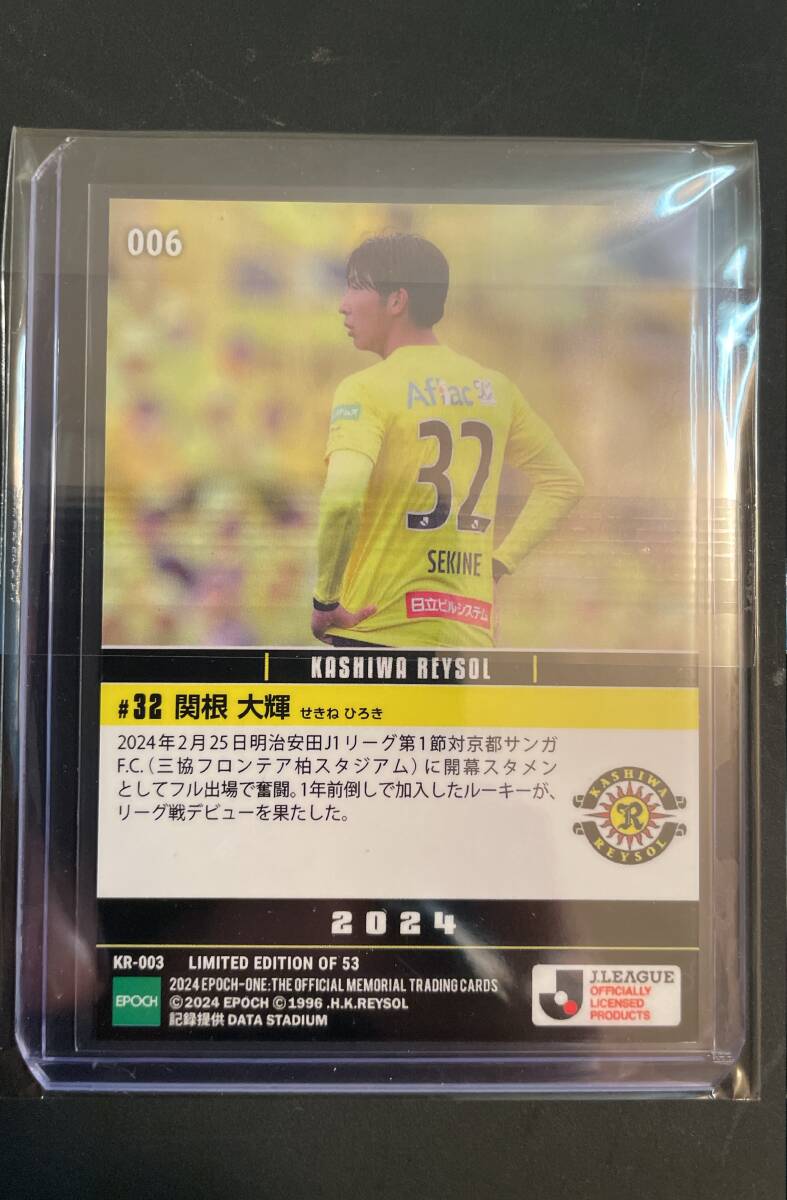 006
Aflac
32
SEKINE
日立ビルシステム
KASHIWA REYSOL
#32 関根 大輝 せきね ひろき
2024年2月25日明治安田J1リーグ第1節対京都サンガ
F.C.(三協フロンテア柏スタジアム)に開幕スタメン
としてフル出場で奮闘。1年前倒しで加入したルーキーが、
リーグ戦デビューを果たした。
KASHIWA
R
REYSOL
2024
KR-003 LIMITED EDITION OF 53
EPOCH
2024 EPOCH-ONE:THE OFFICIAL MEMORIAL TRADING CARDS
©2024 EPOCH ©1996 .H.K.REYSOL
記録提供 DATA STADIUM
J.LEAGUE
OFFICIALLY
LICENSED
PRODUCTS